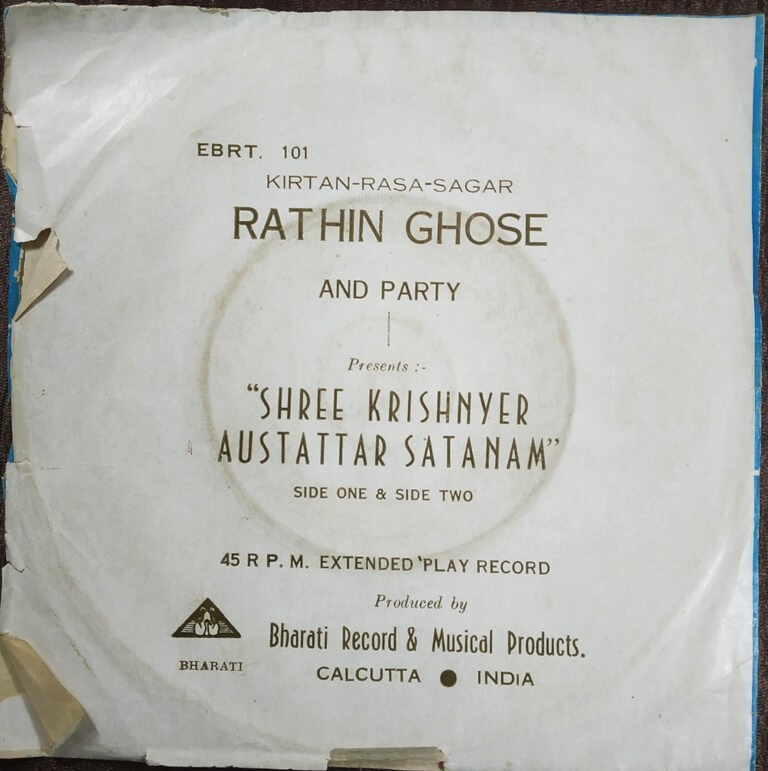 EBRT. 101
KIRTAN-RASA-SAGAR
RATHIN GHOSE
AND PARTY
Presents :-
"SHREE KRISHNYER
AUSTATTAR SATANAM"
SIDE ONE & SIDE TWO
45 R P. M. EXTENDED PLAY RECORD
Produced by
Bharati Record & Musical Products.
BHARATI
CALCUTTA ● INDIA